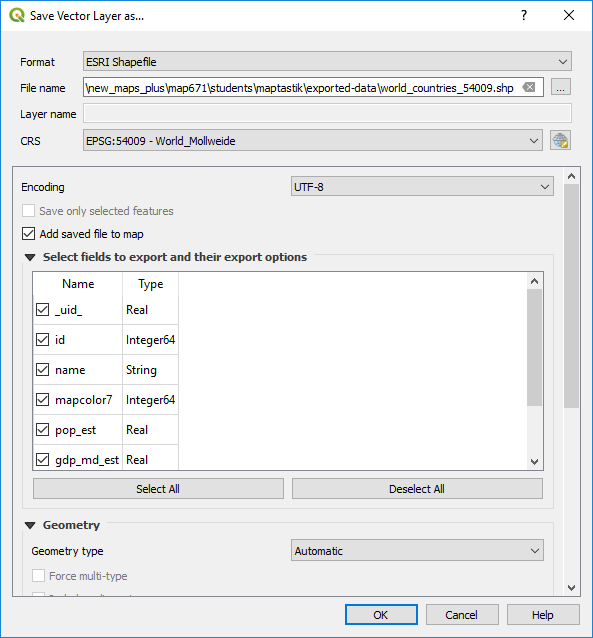 Save Vector Layer as...
?
Format ESRI Shapefile
File name \new_maps_plus\map671\students\maptastik\exported-data\world_countries_54009.shp ...
Layer name
CRS EPSG:54009 - World_Mollweide
Encoding UTF-8
Save only selected features
Add saved file to map
Select fields to export and their export options
Name Type
_uid_ Real
id Integer64
name String
mapcolor7 Integer64
pop_est Real
gdp_md_est Real
Select All Deselect All
Geometry
Geometry type Automatic
Force multi-type
OK Cancel Help